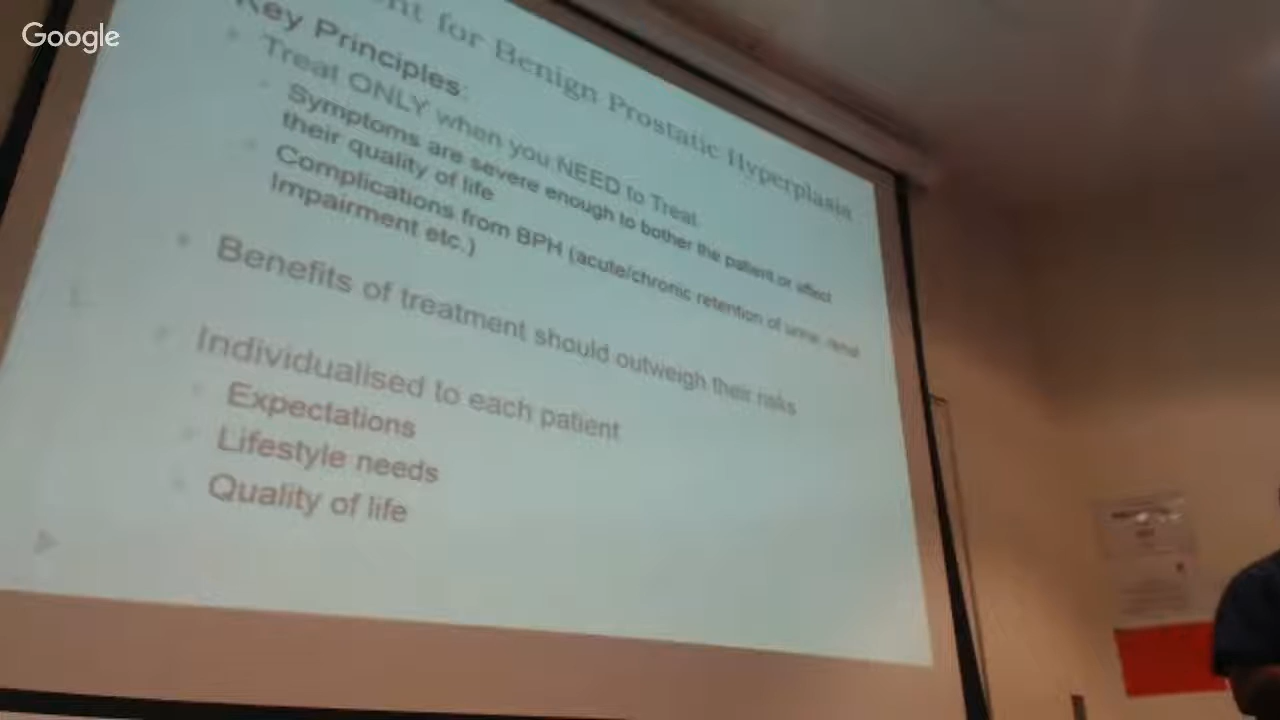 Google
nt for Benign Prostatic Hyperplasia
Key Principles:
Treat ONLY when you NEED to Treat
Symptoms are severe enough to bother the patient or affect
their quality of life
Complications from BPH (acute/chronic retention of urine, renal
Impairment etc.)
Benefits of treatment should outweigh their risks
Individualised to each patient
Expectations
Lifestyle needs
Quality of life